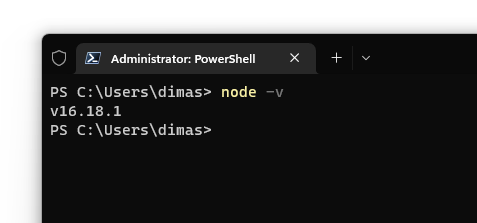 Administrator: PowerShell
PS C:\Users\dimas> node -v
v16.18.1
PS C:\Users\dimas>